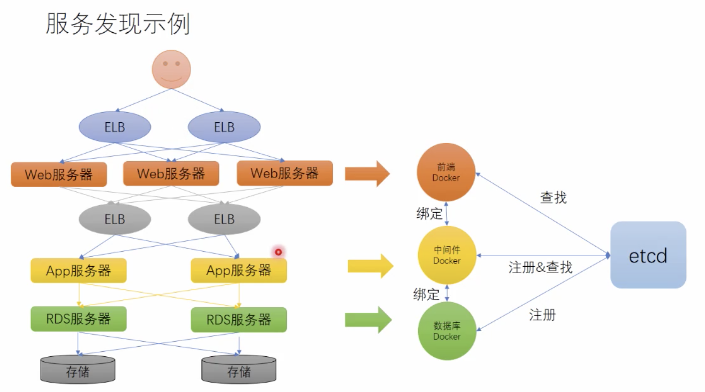 服务发现示例
ELB
ELB
Web服务器
Web服务器
Web服务器
ELB
ELB
App服务器
App服务器
RDS服务器
RDS服务器
存储
存储
前端
Docker
绑定
中间件
Docker
绑定
数据库
Docker
查找
注册&查找
注册
etcd